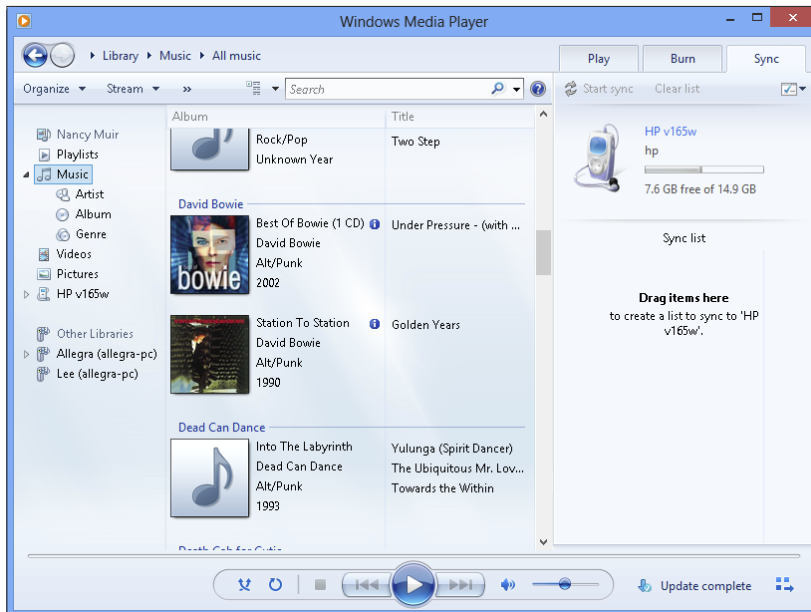 Windows Media Player
Library Music All music
Play Burn Sync
Organize Stream » Search
Start sync Clear list
Album Title
Nancy Muir
Playlists
Music
Artist
Album
Genre
Videos
Pictures
HP v165w
Other Libraries
Allegra (allegra-pc)
Lee (allegra-pc)
Rock/Pop
Unknown Year
Two Step
David Bowie
Best Of Bowie (1 CD)
David Bowie
Alt/Punk
2002
Under Pressure - (with ...
bowie
Station To Station
David Bowie
Alt/Punk
1990
Golden Years
Dead Can Dance
Into The Labyrinth
Dead Can Dance
Alt/Punk
1993
Yulunga (Spirit Dancer)
The Ubiquitous Mr. Lov...
Towards the Within
Death Cab for Cutie
HP v165w
hp
7.6 GB free of 14.9 GB
Sync list
Drag items here
to create a list to sync to 'HP
v165w'.
Update complete